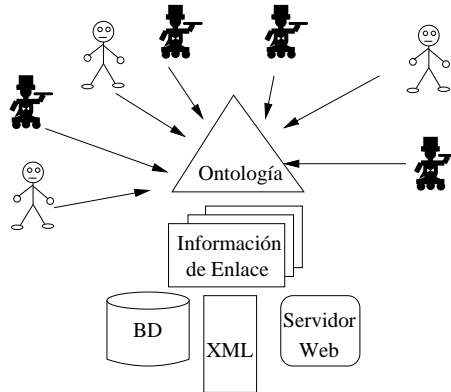 Ontología
Información
de Enlace
BD
XML
Servidor
Web